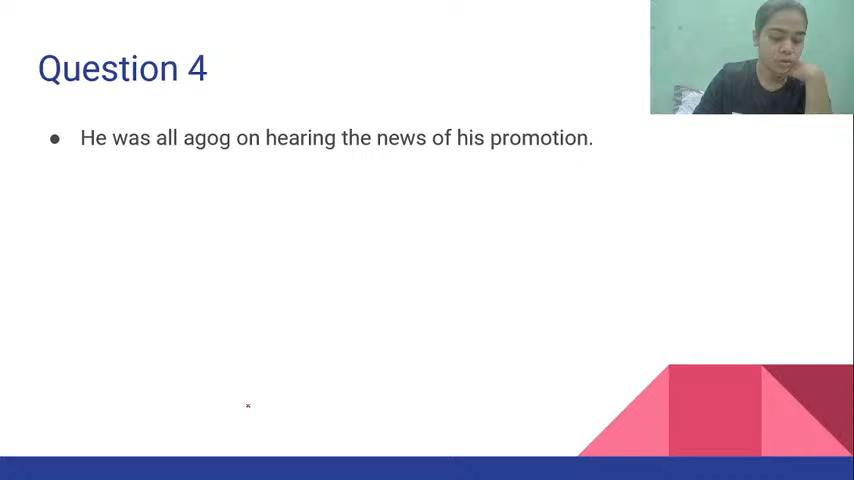 Question 4
● He was all agog on hearing the news of his promotion.